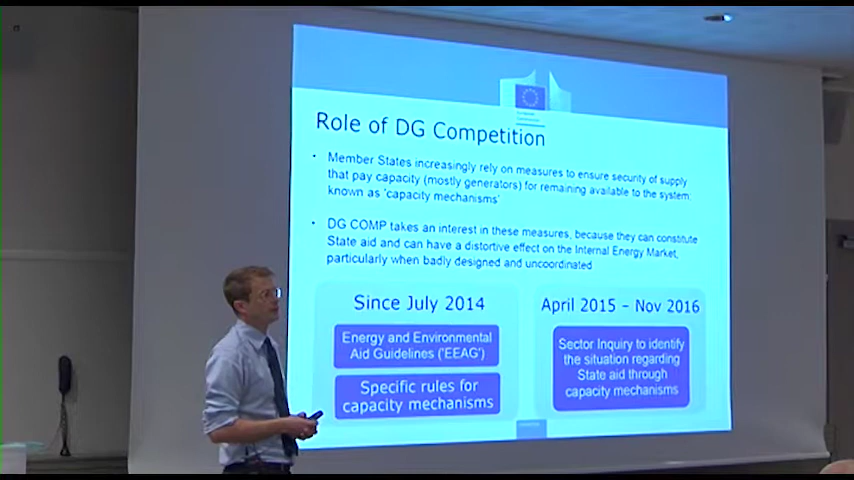 Role of DG Competition
• Member States increasingly rely on measures to ensure security of supply
that pay capacity (mostly generators) for remaining available to the system:
known as 'capacity mechanisms'
• DG COMP takes an interest in these measures, because they can constitute
State aid and can have a distortive effect on the Internal Energy Market,
particularly when badly designed and uncoordinated
Since July 2014
Energy and Environmental
Aid Guidelines ('EEAG')
Specific rules for
capacity mechanisms
April 2015 – Nov 2016
Sector Inquiry to identify
the situation regarding
State aid through
capacity mechanisms